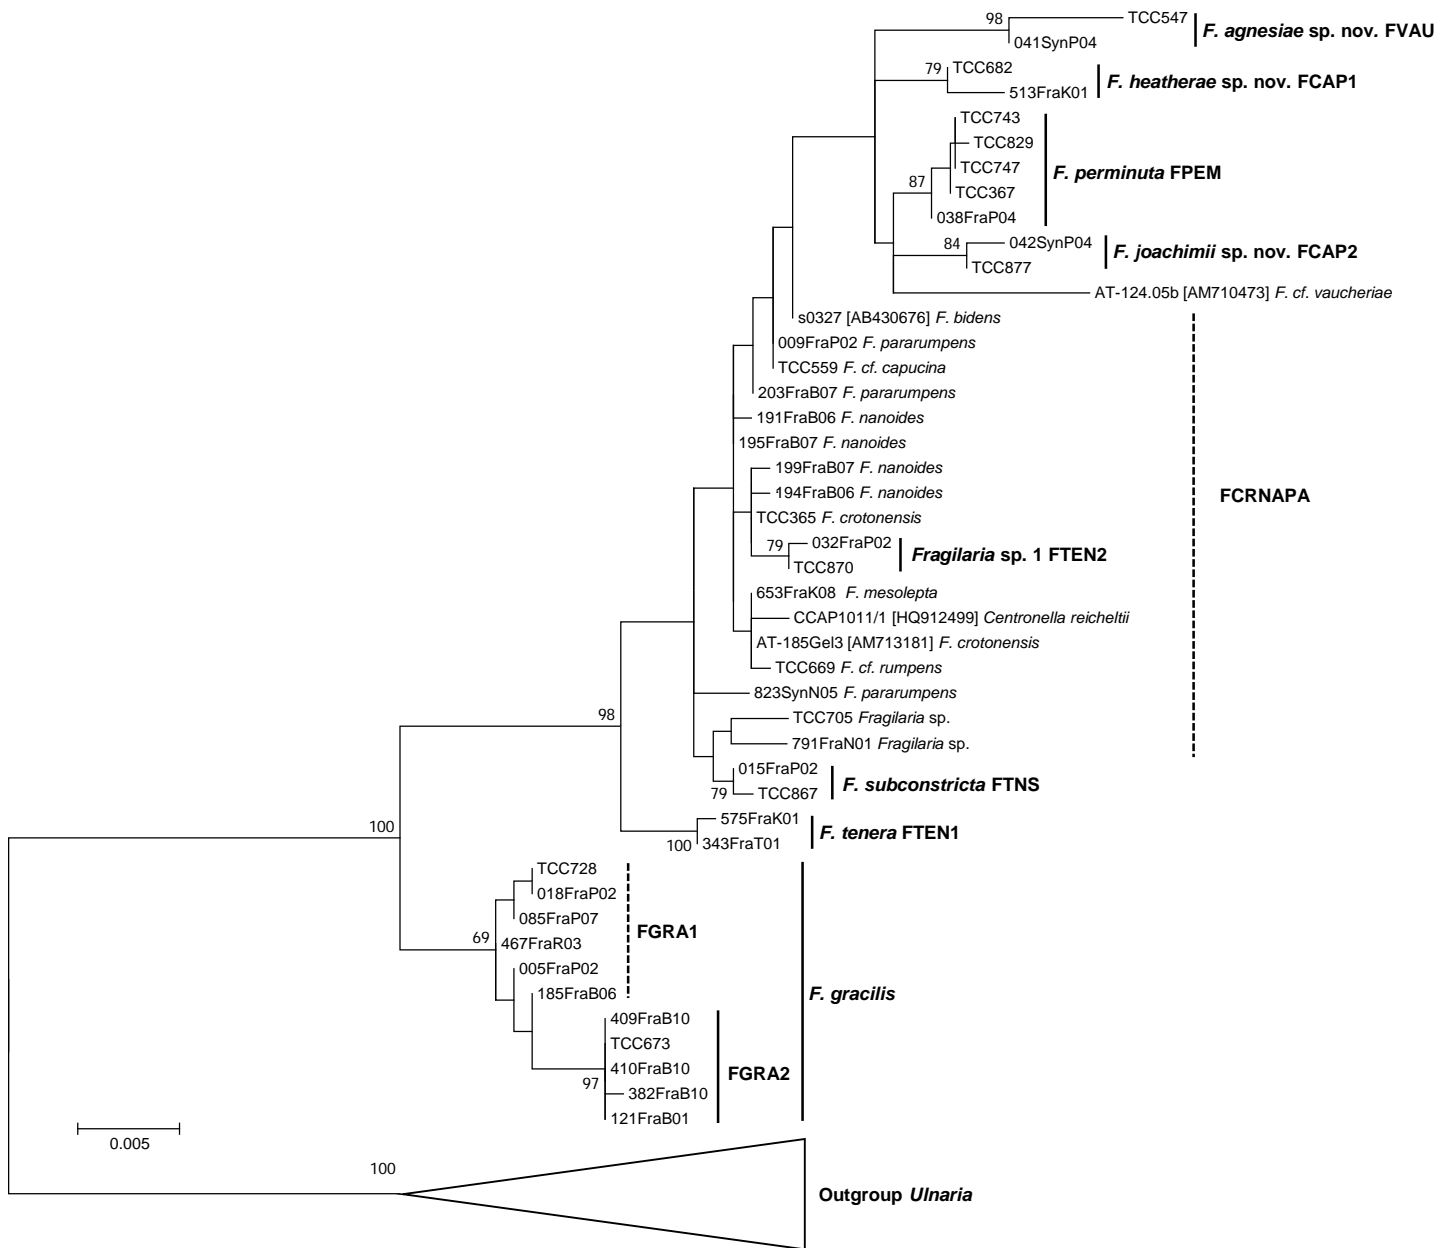 98
TCC547
041SynP04
F. agnesiae sp. nov. FVAU
79
TCC682
513FraK01
F. heatherae sp. nov. FCAP1
TCC743
TCC829
TCC747
TCC367
038FraP04
87
F. perminuta FPEM
84
042SynP04
TCC877
F. joachimii sp. nov. FCAP2
AT-124.05b [AM710473] F. cf. vaucheriae
s0327 [AB430676] F. bidens
009FraP02 F. pararumpens
TCC559 F. cf. capucina
203FraB07 F. pararumpens
191FraB06 F. nanoides
195FraB07 F. nanoides
199FraB07 F. nanoides
194FraB06 F. nanoides
FCRNAPA
TCC365 F. crotonensis
79
032FraP02
TCC870
Fragilaria sp. 1 FTEN2
653FraK08 F. mesolepta
CCAP1011/1 [HQ912499] Centronella reicheltii
AT-185Gel3 [AM713181] F. crotonensis
TCC669 F. cf. rumpens
823SynN05 F. pararumpens
98
TCC705 Fragilaria sp.
791FraN01 Fragilaria sp.
015FraP02
79
TCC867
F. subconstricta FTNS
575FraK01
100
343FraT01
F. tenera FTEN1
100
TCC728
018FraP02
085FraP07
69
467FraR03
005FraP02
185FraB06
FGRA1
F. gracilis
409FraB10
TCC673
410FraB10
97
382FraB10
121FraB01
FGRA2
0.005
100
Outgroup Ulnaria